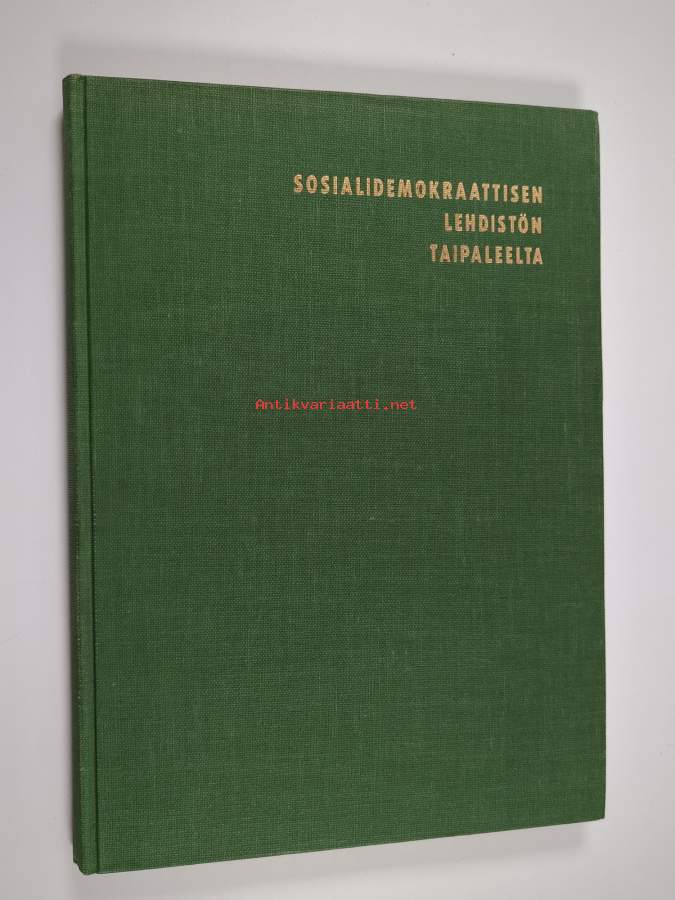 SOSIALIDEMOKRAATTISEN
LEHDISTÖN
TAIPALEELTA
Antikvariaatti.net